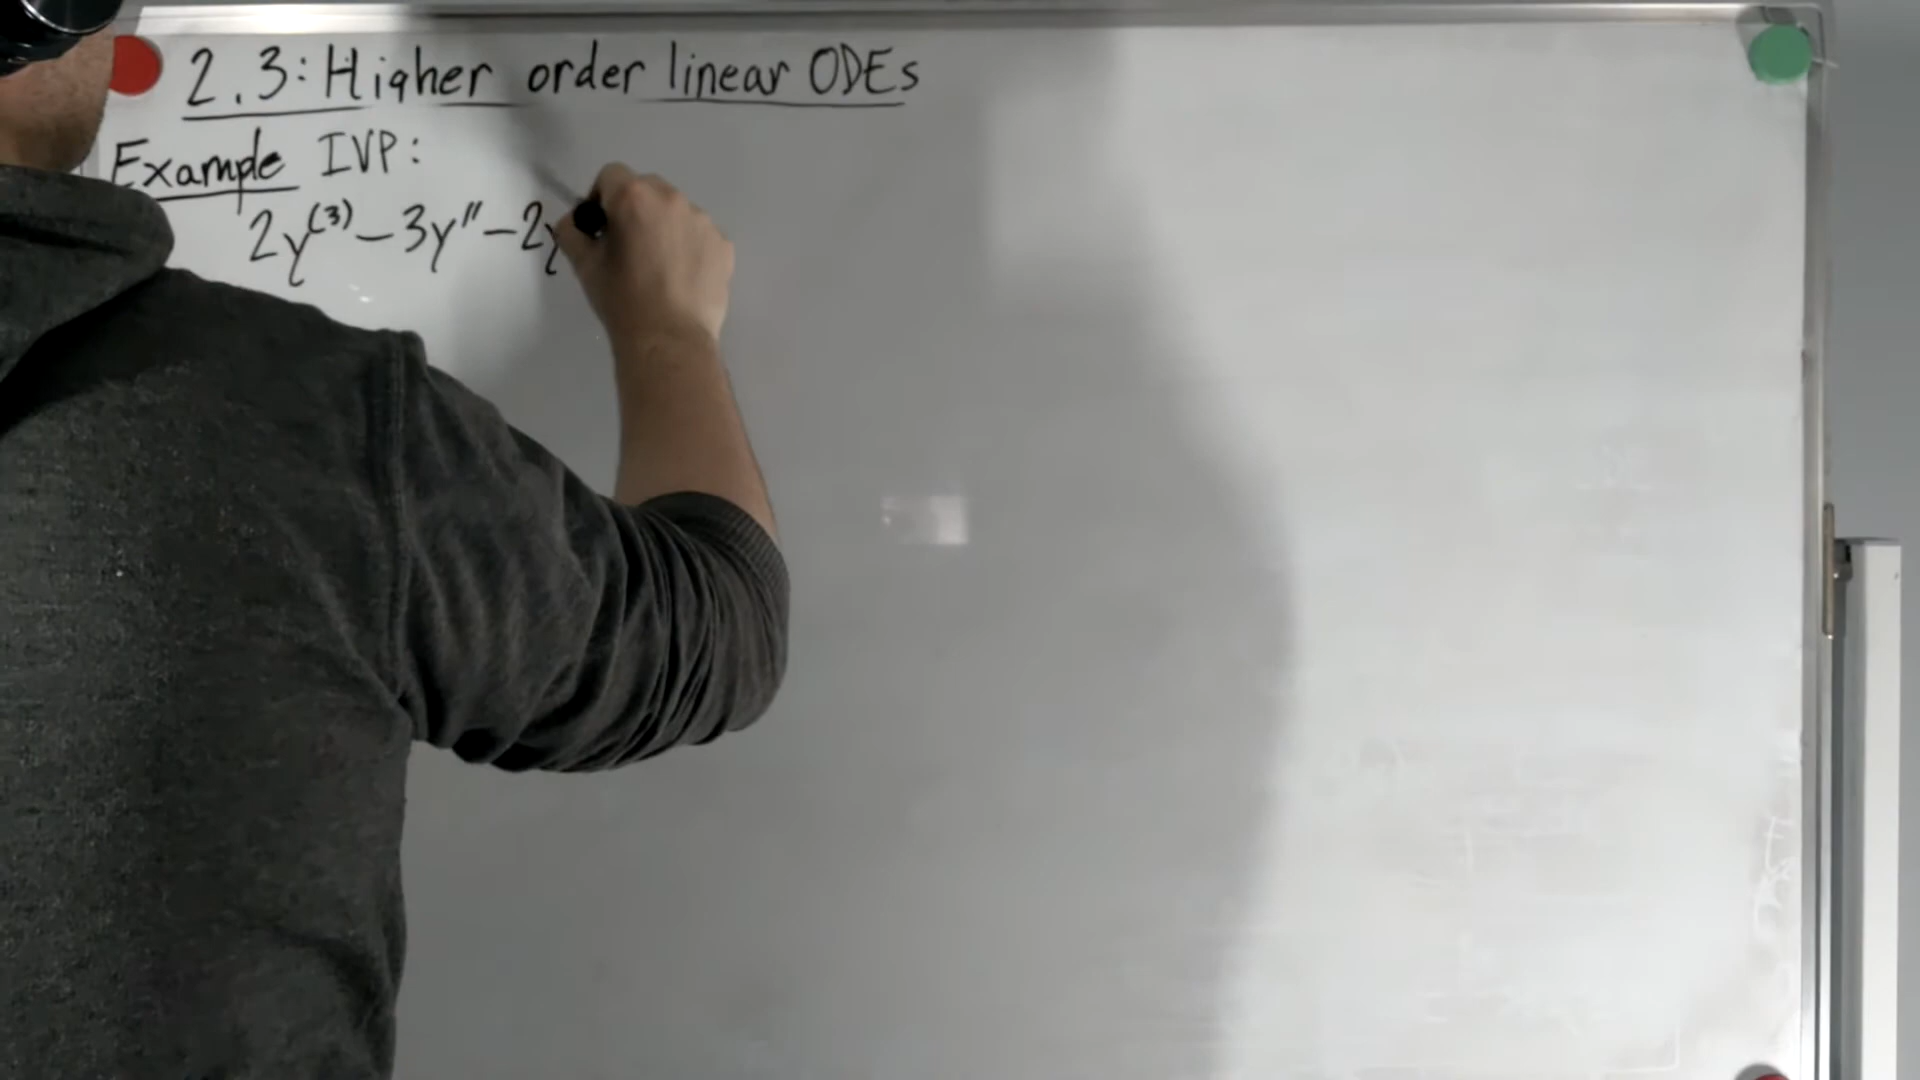 2.3: Higher order linear ODEs
Example IVP:
2y⁽³⁾ − 3y″ − 2y